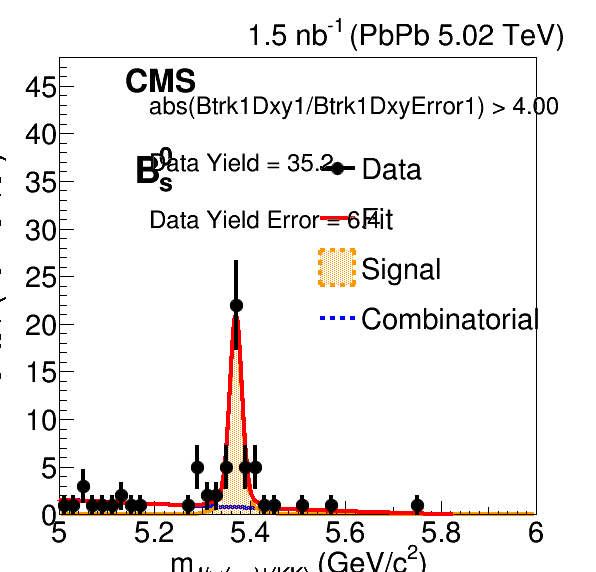 1.5 nb-1 (PbPb 5.02 TeV)
CMS
abs(Btrk1Dxy1/Btrk1DxyError1) > 4.00
B0s
Data Yield = 35.2
Data Yield Error = 6.4
Data
Fit
Signal
Combinatorial
45
40
35
30
25
20
15
10
5
0
5 5.2 5.4 5.6 5.8 6
m (GeV/c2)